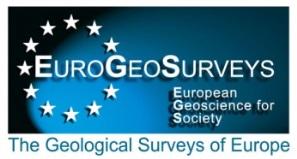 EUROGEOSURVEYS
European
Geoscience for
Society
The Geological Surveys of Europe